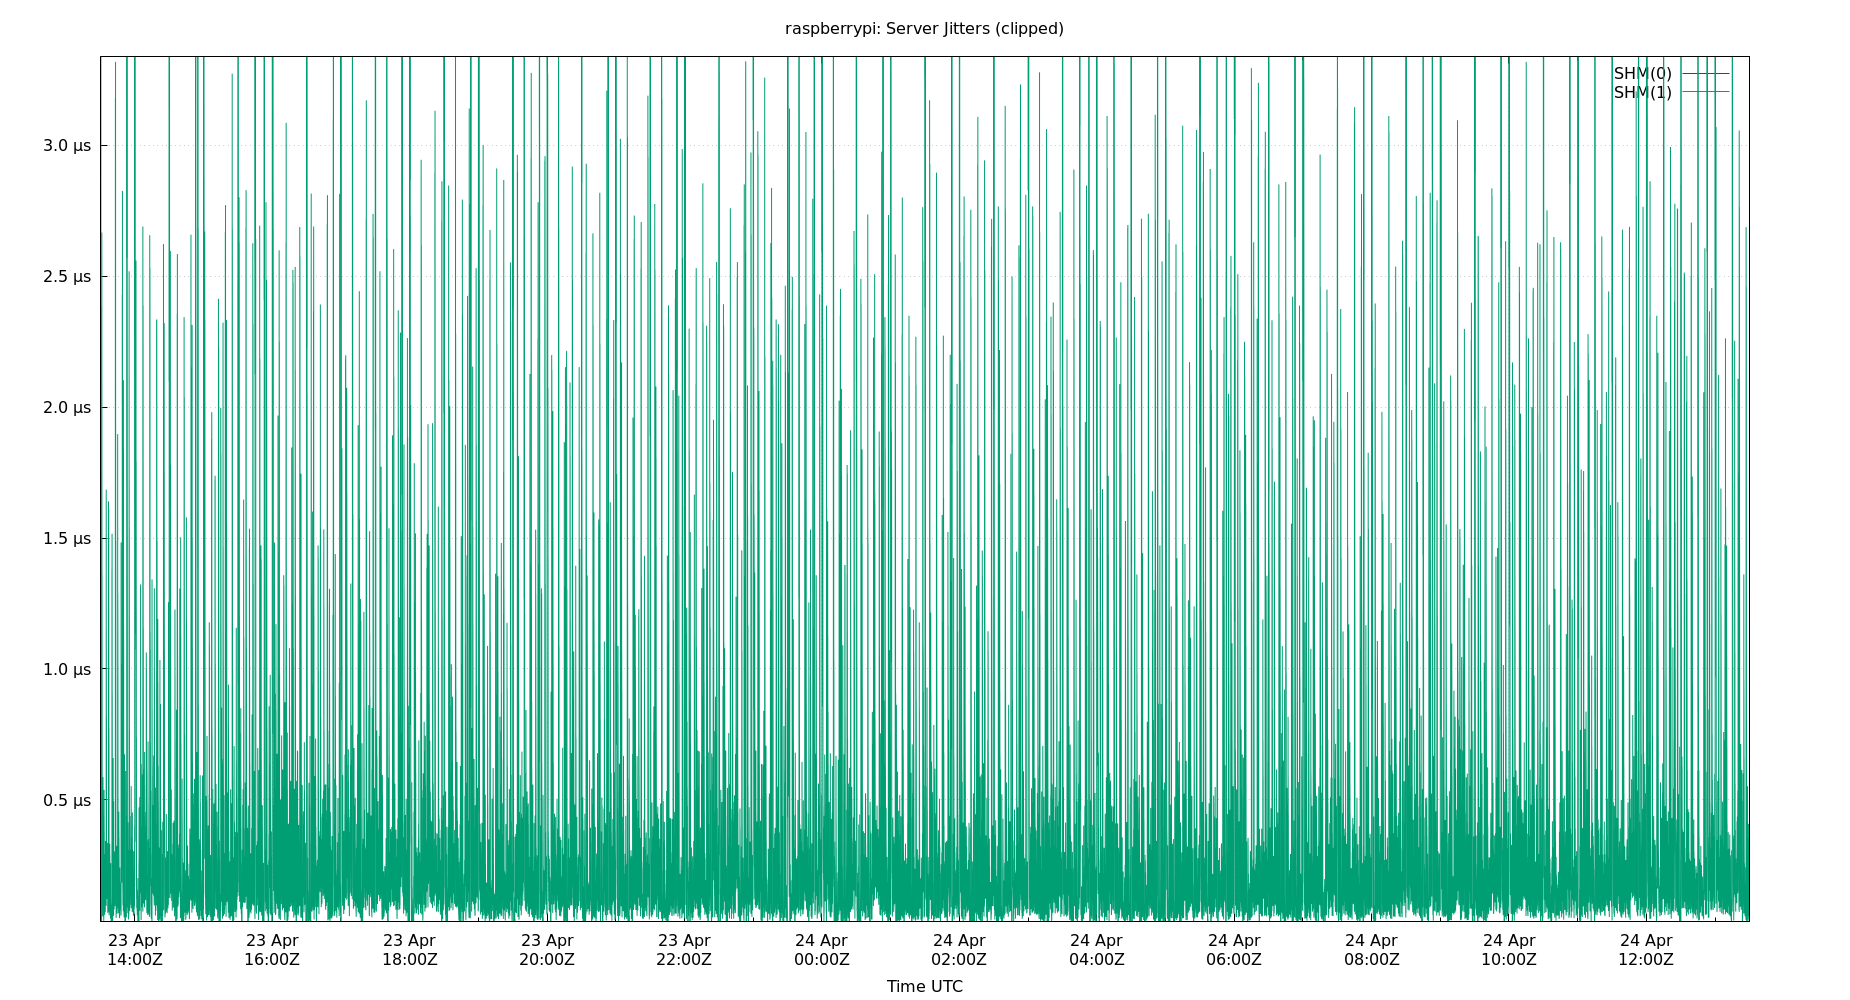 raspberrypi: Server Jitters (clipped)
SHM(0)
SHM(1)
3.0 µs
2.5 µs
2.0 µs
1.5 µs
1.0 µs
0.5 µs
23 Apr 23 Apr 23 Apr 23 Apr 23 Apr 24 Apr 24 Apr 24 Apr 24 Apr 24 Apr 24 Apr 24 Apr
14:00Z 16:00Z 18:00Z 20:00Z 22:00Z 00:00Z 02:00Z 04:00Z 06:00Z 08:00Z 10:00Z 12:00Z
Time UTC